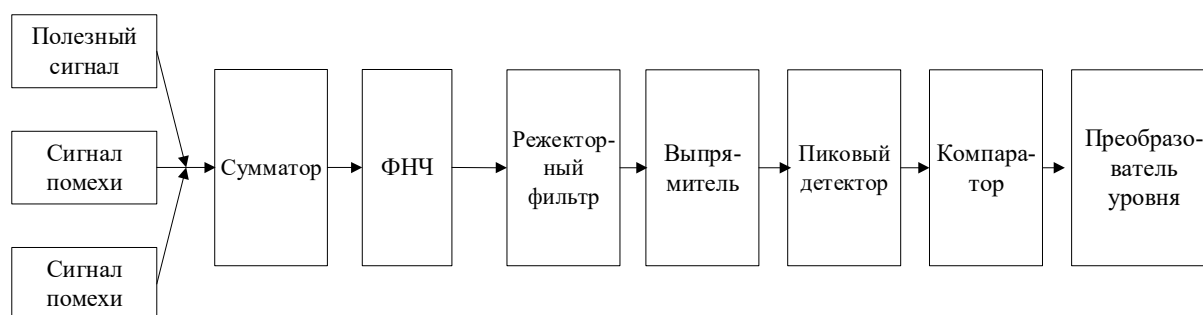 Полезный
сигнал
Сигнал
помехи
Сигнал
помехи
Сумматор
ФНЧ
Режектор-
ный
фильтр
Выпря-
митель
Пиковый
детектор
Компара-
тор
Преобразо-
ватель
уровня